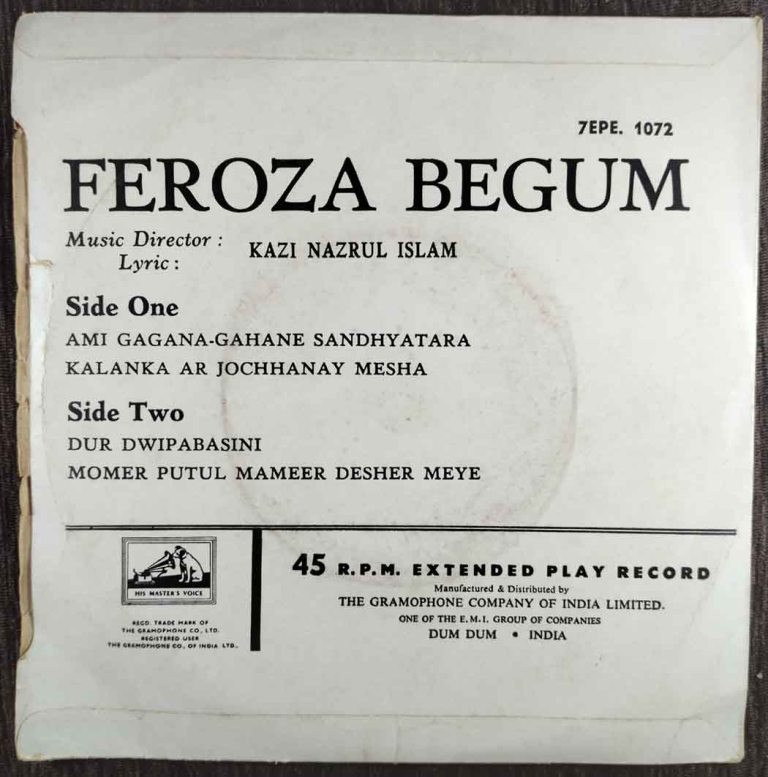 7EPE. 1072
FEROZA BEGUM
Music Director :
Lyric :
KAZI NAZRUL ISLAM
Side One
AMI GAGANA-GAHANE SANDHYATARA
KALANKA AR JOCHHANAY MESHA
Side Two
DUR DWIPABASINI
MOMER PUTUL MAMEER DESHER MEYE
HIS MASTER'S VOICE
REGD. TRADE MARK OF
THE GRAMOPHONE CO., LTD.
REGISTERED USER
THE GRAMOPHONE CO., OF INDIA LTD.,
45 R.P.M. EXTENDED PLAY RECORD
Manufactured & Distributed by
THE GRAMOPHONE COMPANY OF INDIA LIMITED.
ONE OF THE E.M.I. GROUP OF COMPANIES
DUM DUM • INDIA